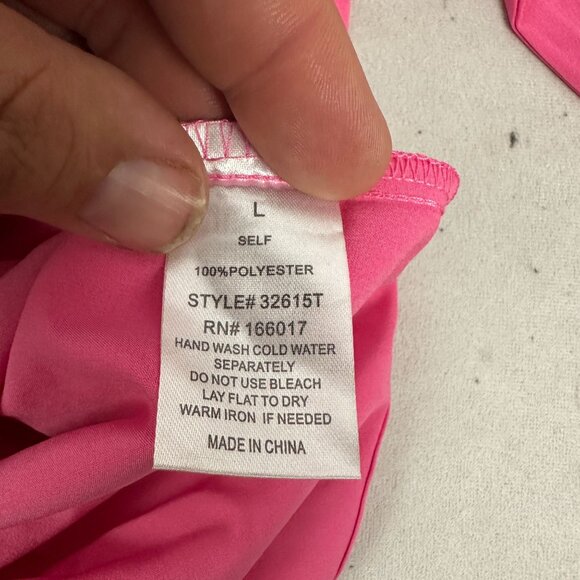 L
SELF
100%POLYESTER
STYLE# 32615T
RN# 166017
HAND WASH COLD WATER
SEPARATELY
DO NOT USE BLEACH
LAY FLAT TO DRY
WARM IRON IF NEEDED
MADE IN CHINA